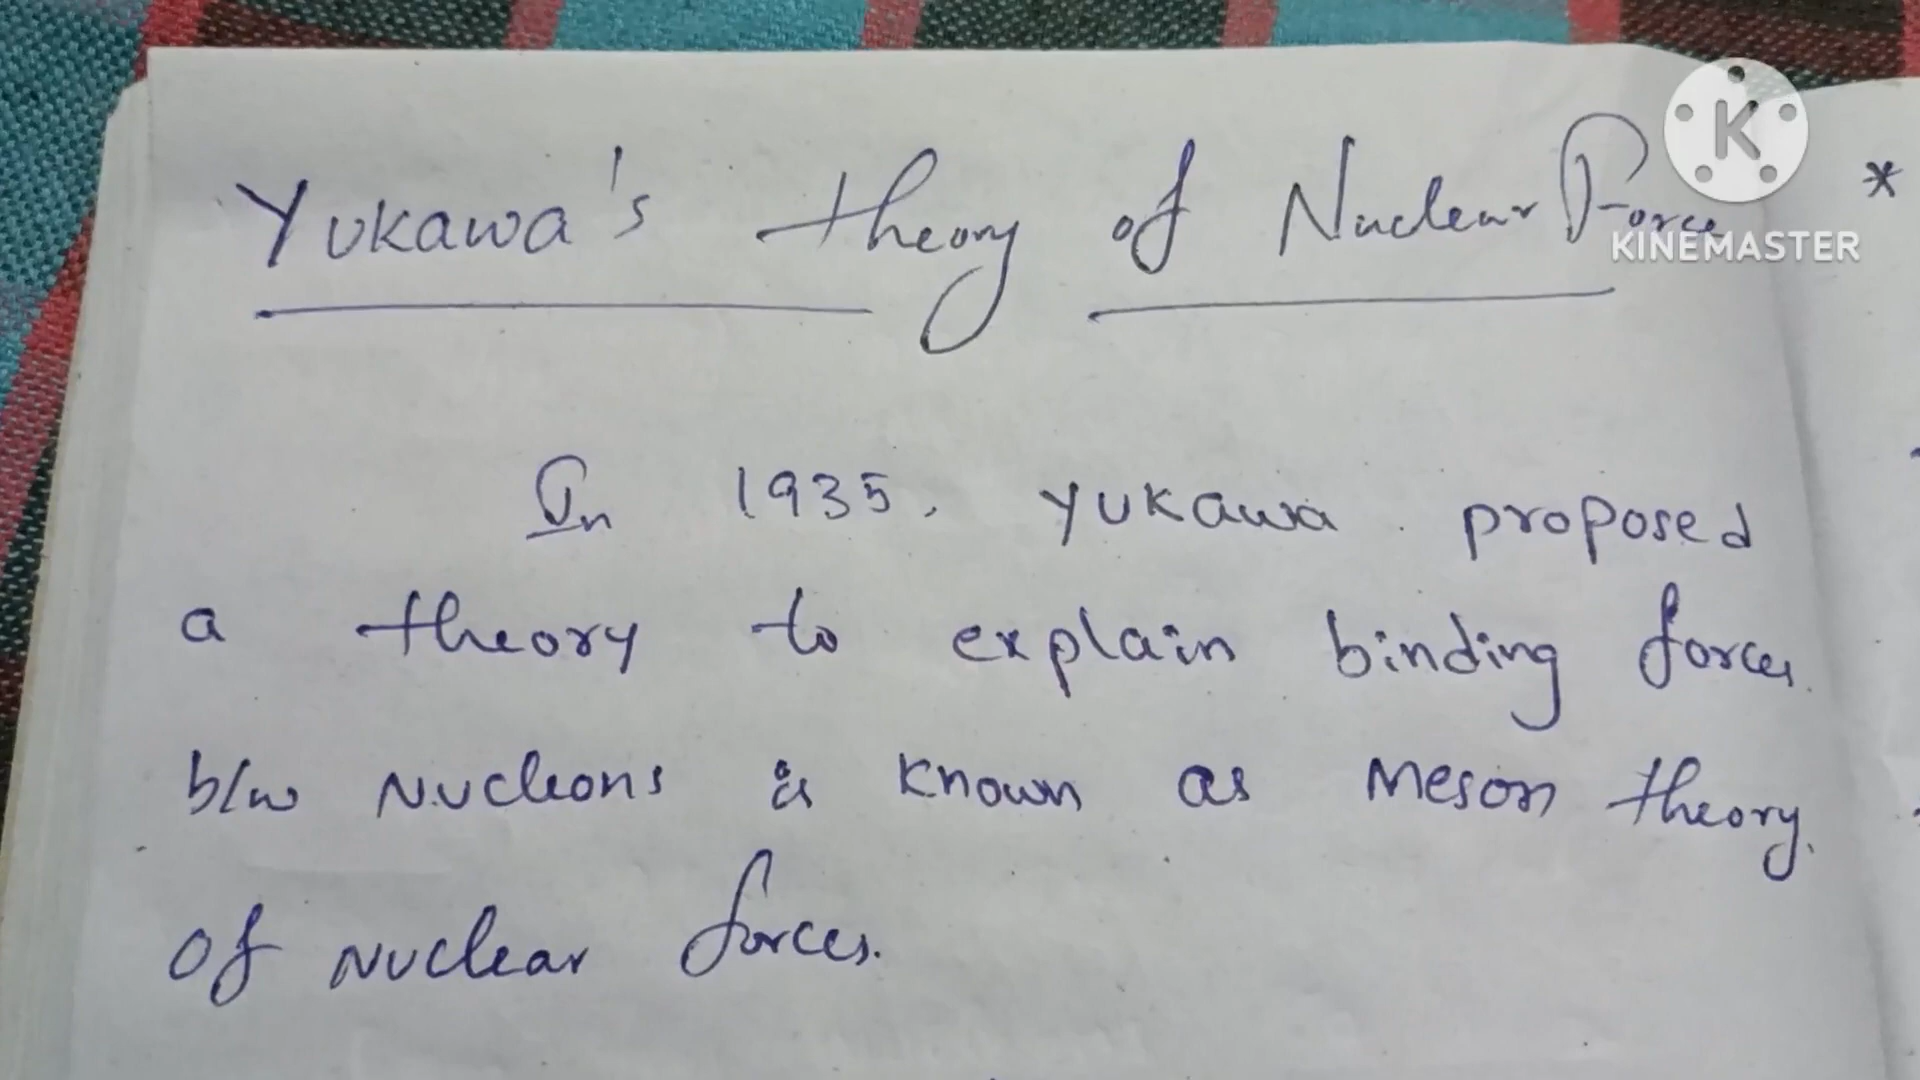 Yukawa's theory of Nuclear Force
K
KINEMASTER
*
In 1935, Yukawa proposed
a theory to explain binding forces
b/w Nucleons is known as Meson theory.
of Nuclear forces.